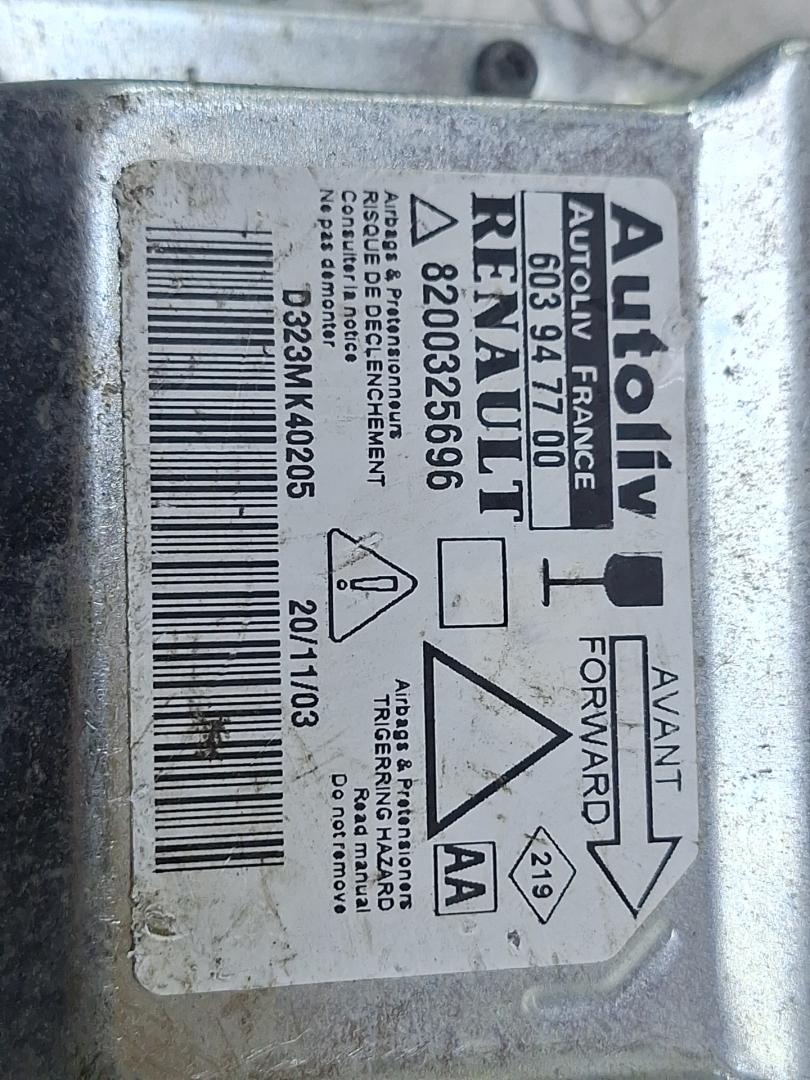 Autoliv
AUTOLIV FRANCE
603 94 77 00
RENAULT
8200325696
Airbags & Pretensionneurs
RISQUE DE DECLENCHEMENT
Consulter la notice
Ne pas demonter
AVANT
FORWARD
219
AA
Airbags & Pretensioners
TRIGERRING HAZARD
Read manual
Do not remove
D323MK40205 20/11/03